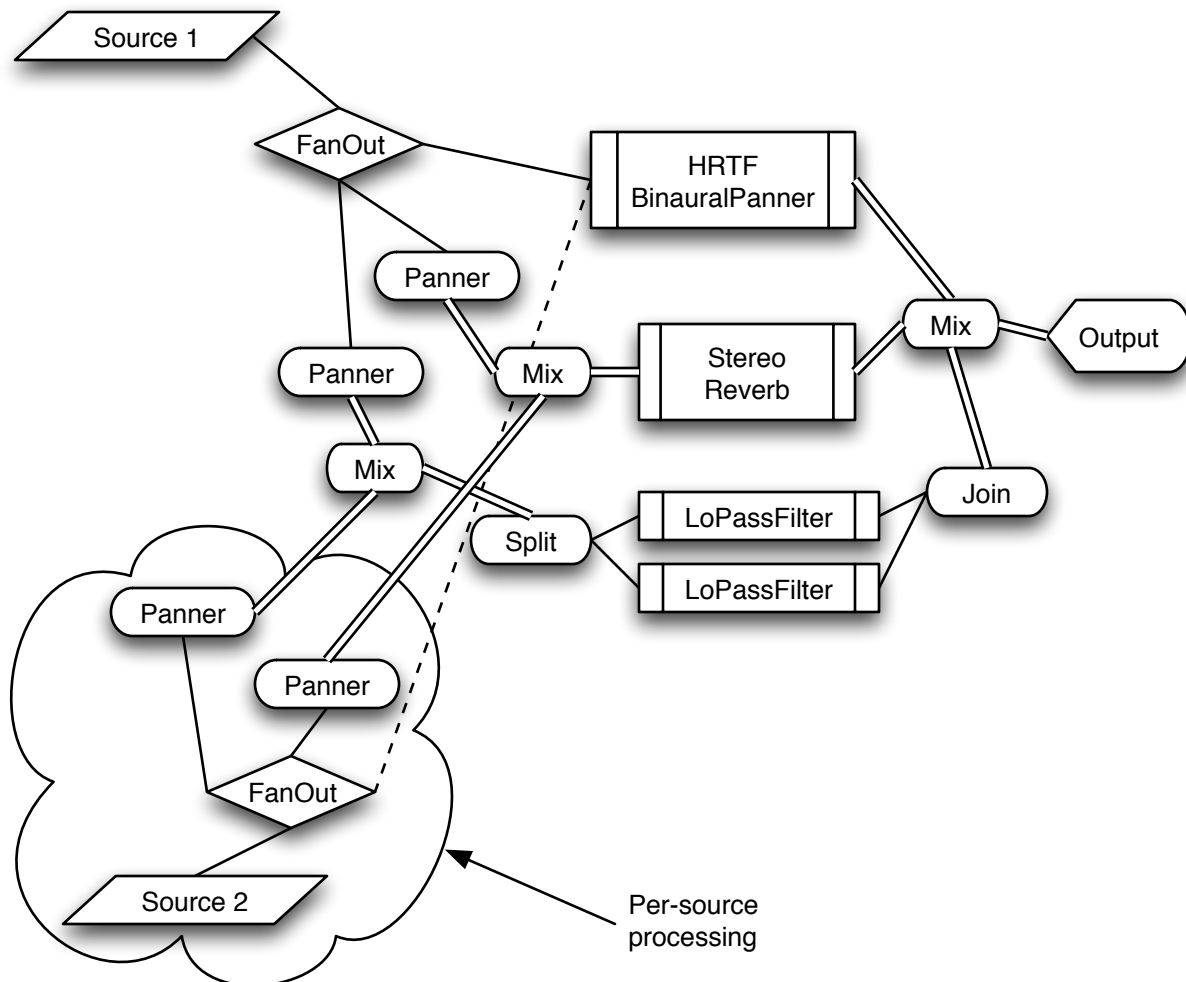 Source 1
FanOut
HRTF
BinauralPanner
Panner
Mix
Output
Panner
Mix
Stereo
Reverb
Mix
Join
LoPassFilter
Split
LoPassFilter
Panner
Panner
FanOut
Source 2
Per-source
processing